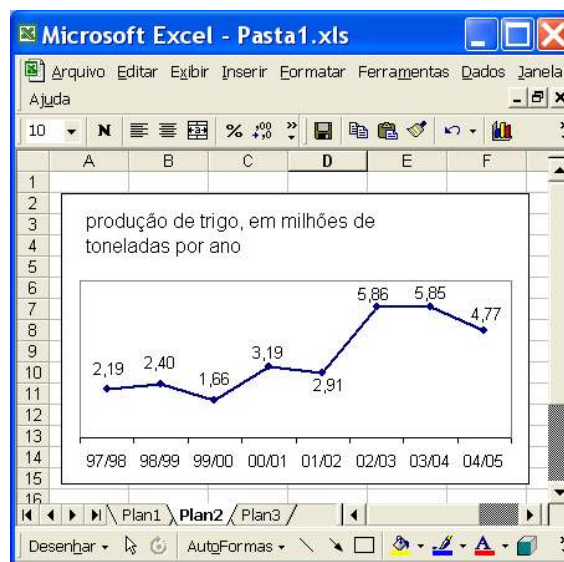 Microsoft Excel - Pasta1.xls
Arquivo Editar Exibir Inserir Formatar Ferramentas Dados Janela
Ajuda
10 N % ,00
A B C D E F
1
2
3
4
5
6
7
8
9
10
11
12
13
14
15
16
produção de trigo, em milhões de
toneladas por ano
2,19 2,40 1,66 3,19 2,91 5,86 5,85 4,77
97/98 98/99 99/00 00/01 01/02 02/03 03/04 04/05
Plan1 Plan2 Plan3
Desenhar AutoFormas A